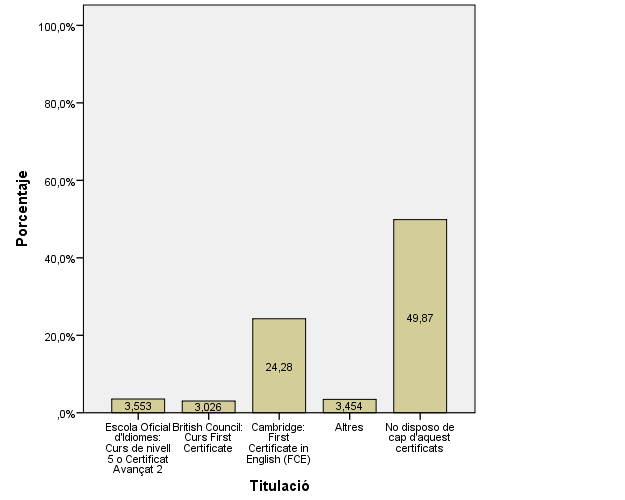 100,0%
80,0%
60,0%
40,0%
20,0%
,0%
Porcentaje
3,553
3,026
24,28
3,454
49,87
Escola Oficial
d'Idiomes:
Curs de nivell
5 o Certificat
Avançat 2
British Council:
Curs First
Certificate
Cambridge:
First
Certificate in
English (FCE)
Altres
No disposo de
cap d'aquest
certificats
Titulació